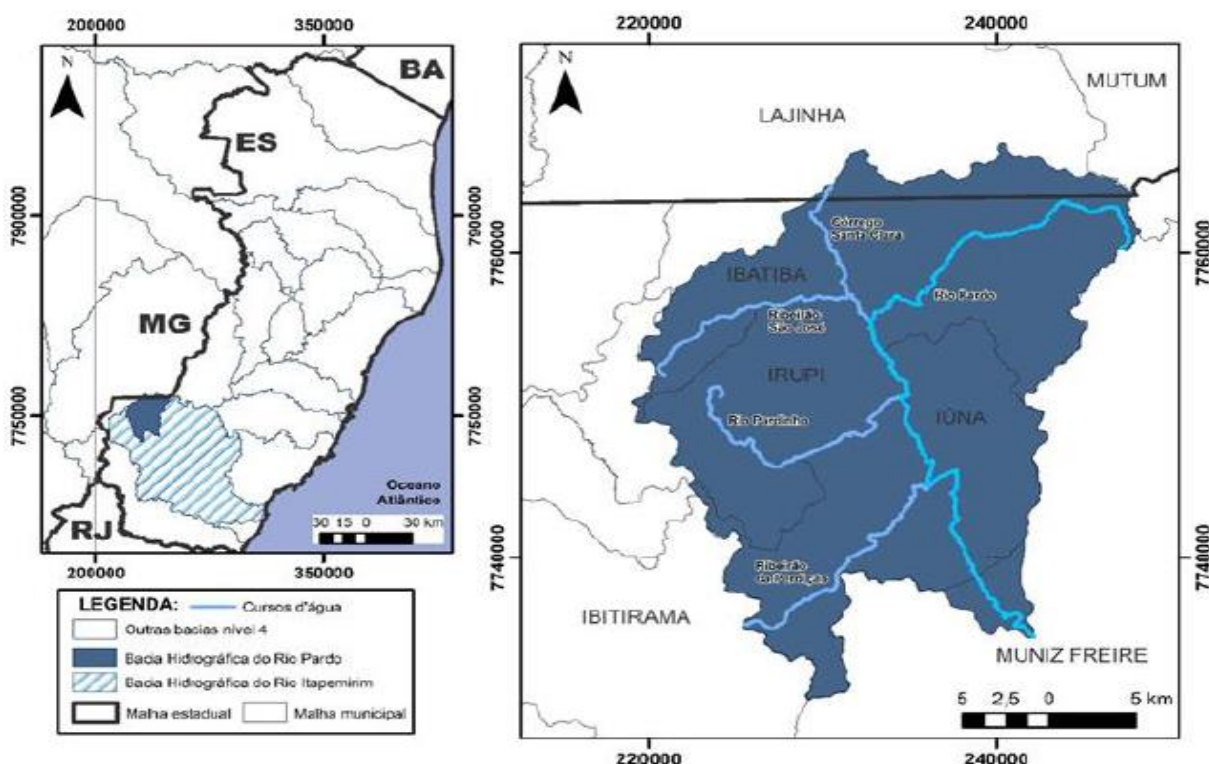 200000
350000
N
BA
ES
MG
RJ
7900000
7900000
7750000
7750000
Oceano
Atlântico
30 15 0 30 km
200000
350000
LEGENDA:
Cursos d'água
Outras bacias nível 4
Bacia Hidrográfica do Rio Pardo
Bacia Hidrográfica do Rio Itapemirim
Malha estadual
Malha municipal
220000
240000
N
MUTUM
LAJINHA
Córrego
Santa Clara
7760000
7760000
IBATIBA
Rio Pardo
Ribeirão
São José
IRUPI
IÚNA
Rio Pardinho
7740000
7740000
Ribeirão
da Perdiças
IBITIRAMA
MUNIZ FREIRE
5 2,5 0 5 km
220000
240000